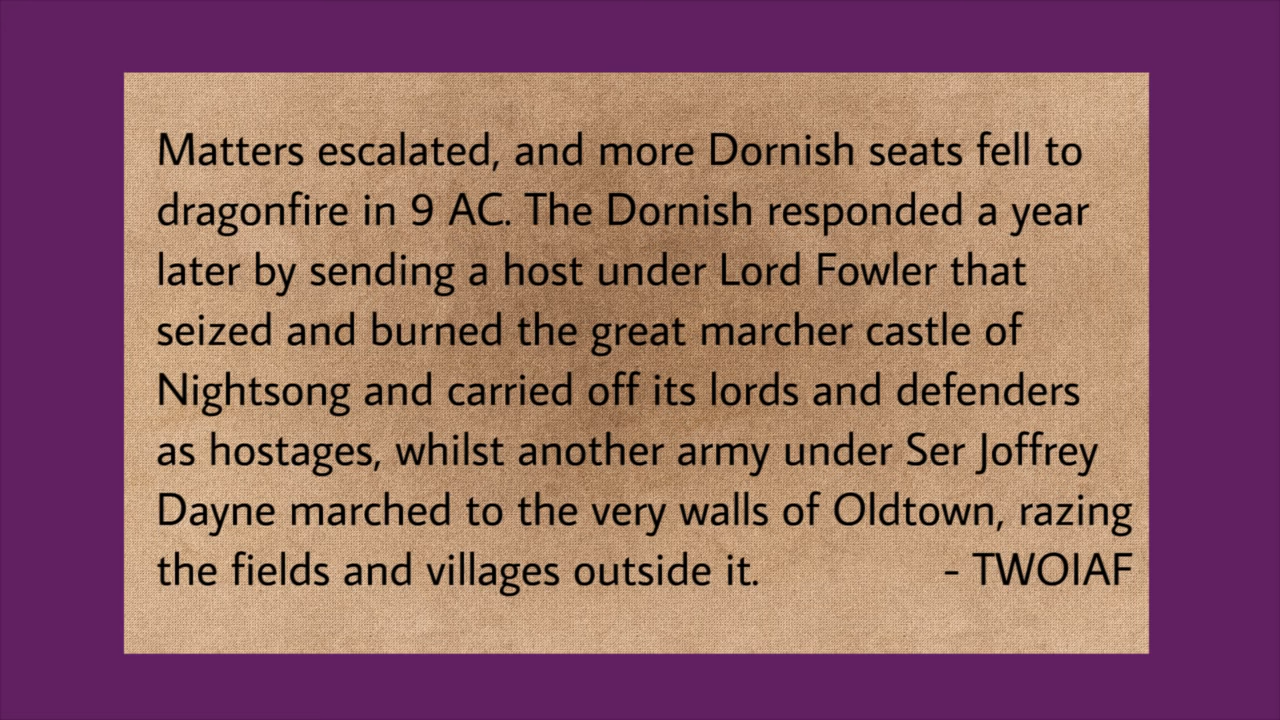 Matters escalated, and more Dornish seats fell to
dragonfire in 9 AC. The Dornish responded a year
later by sending a host under Lord Fowler that
seized and burned the great marcher castle of
Nightsong and carried off its lords and defenders
as hostages, whilst another army under Ser Joffrey
Dayne marched to the very walls of Oldtown, razing
the fields and villages outside it. - TWOIAF